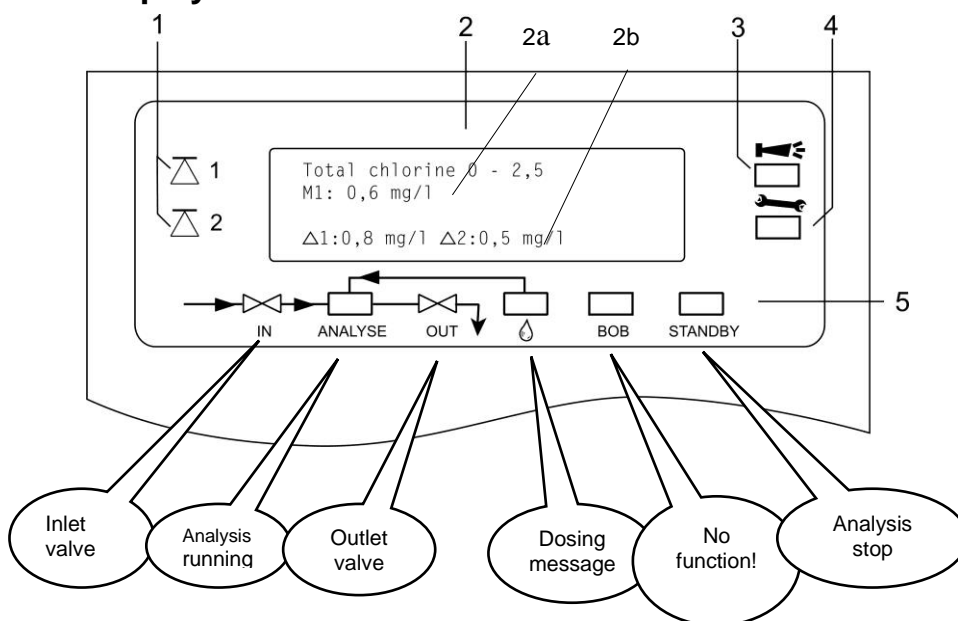 1
2
2a
2b
3
4
1
Total chlorine 0 - 2,5
M1: 0,6 mg/l
2
△1:0,8 mg/l △2:0,5 mg/l
5
IN
ANALYSE
OUT
BOB
STANDBY
Inlet
valve
Analysis
running
Outlet
valve
Dosing
message
No
function!
Analysis
stop